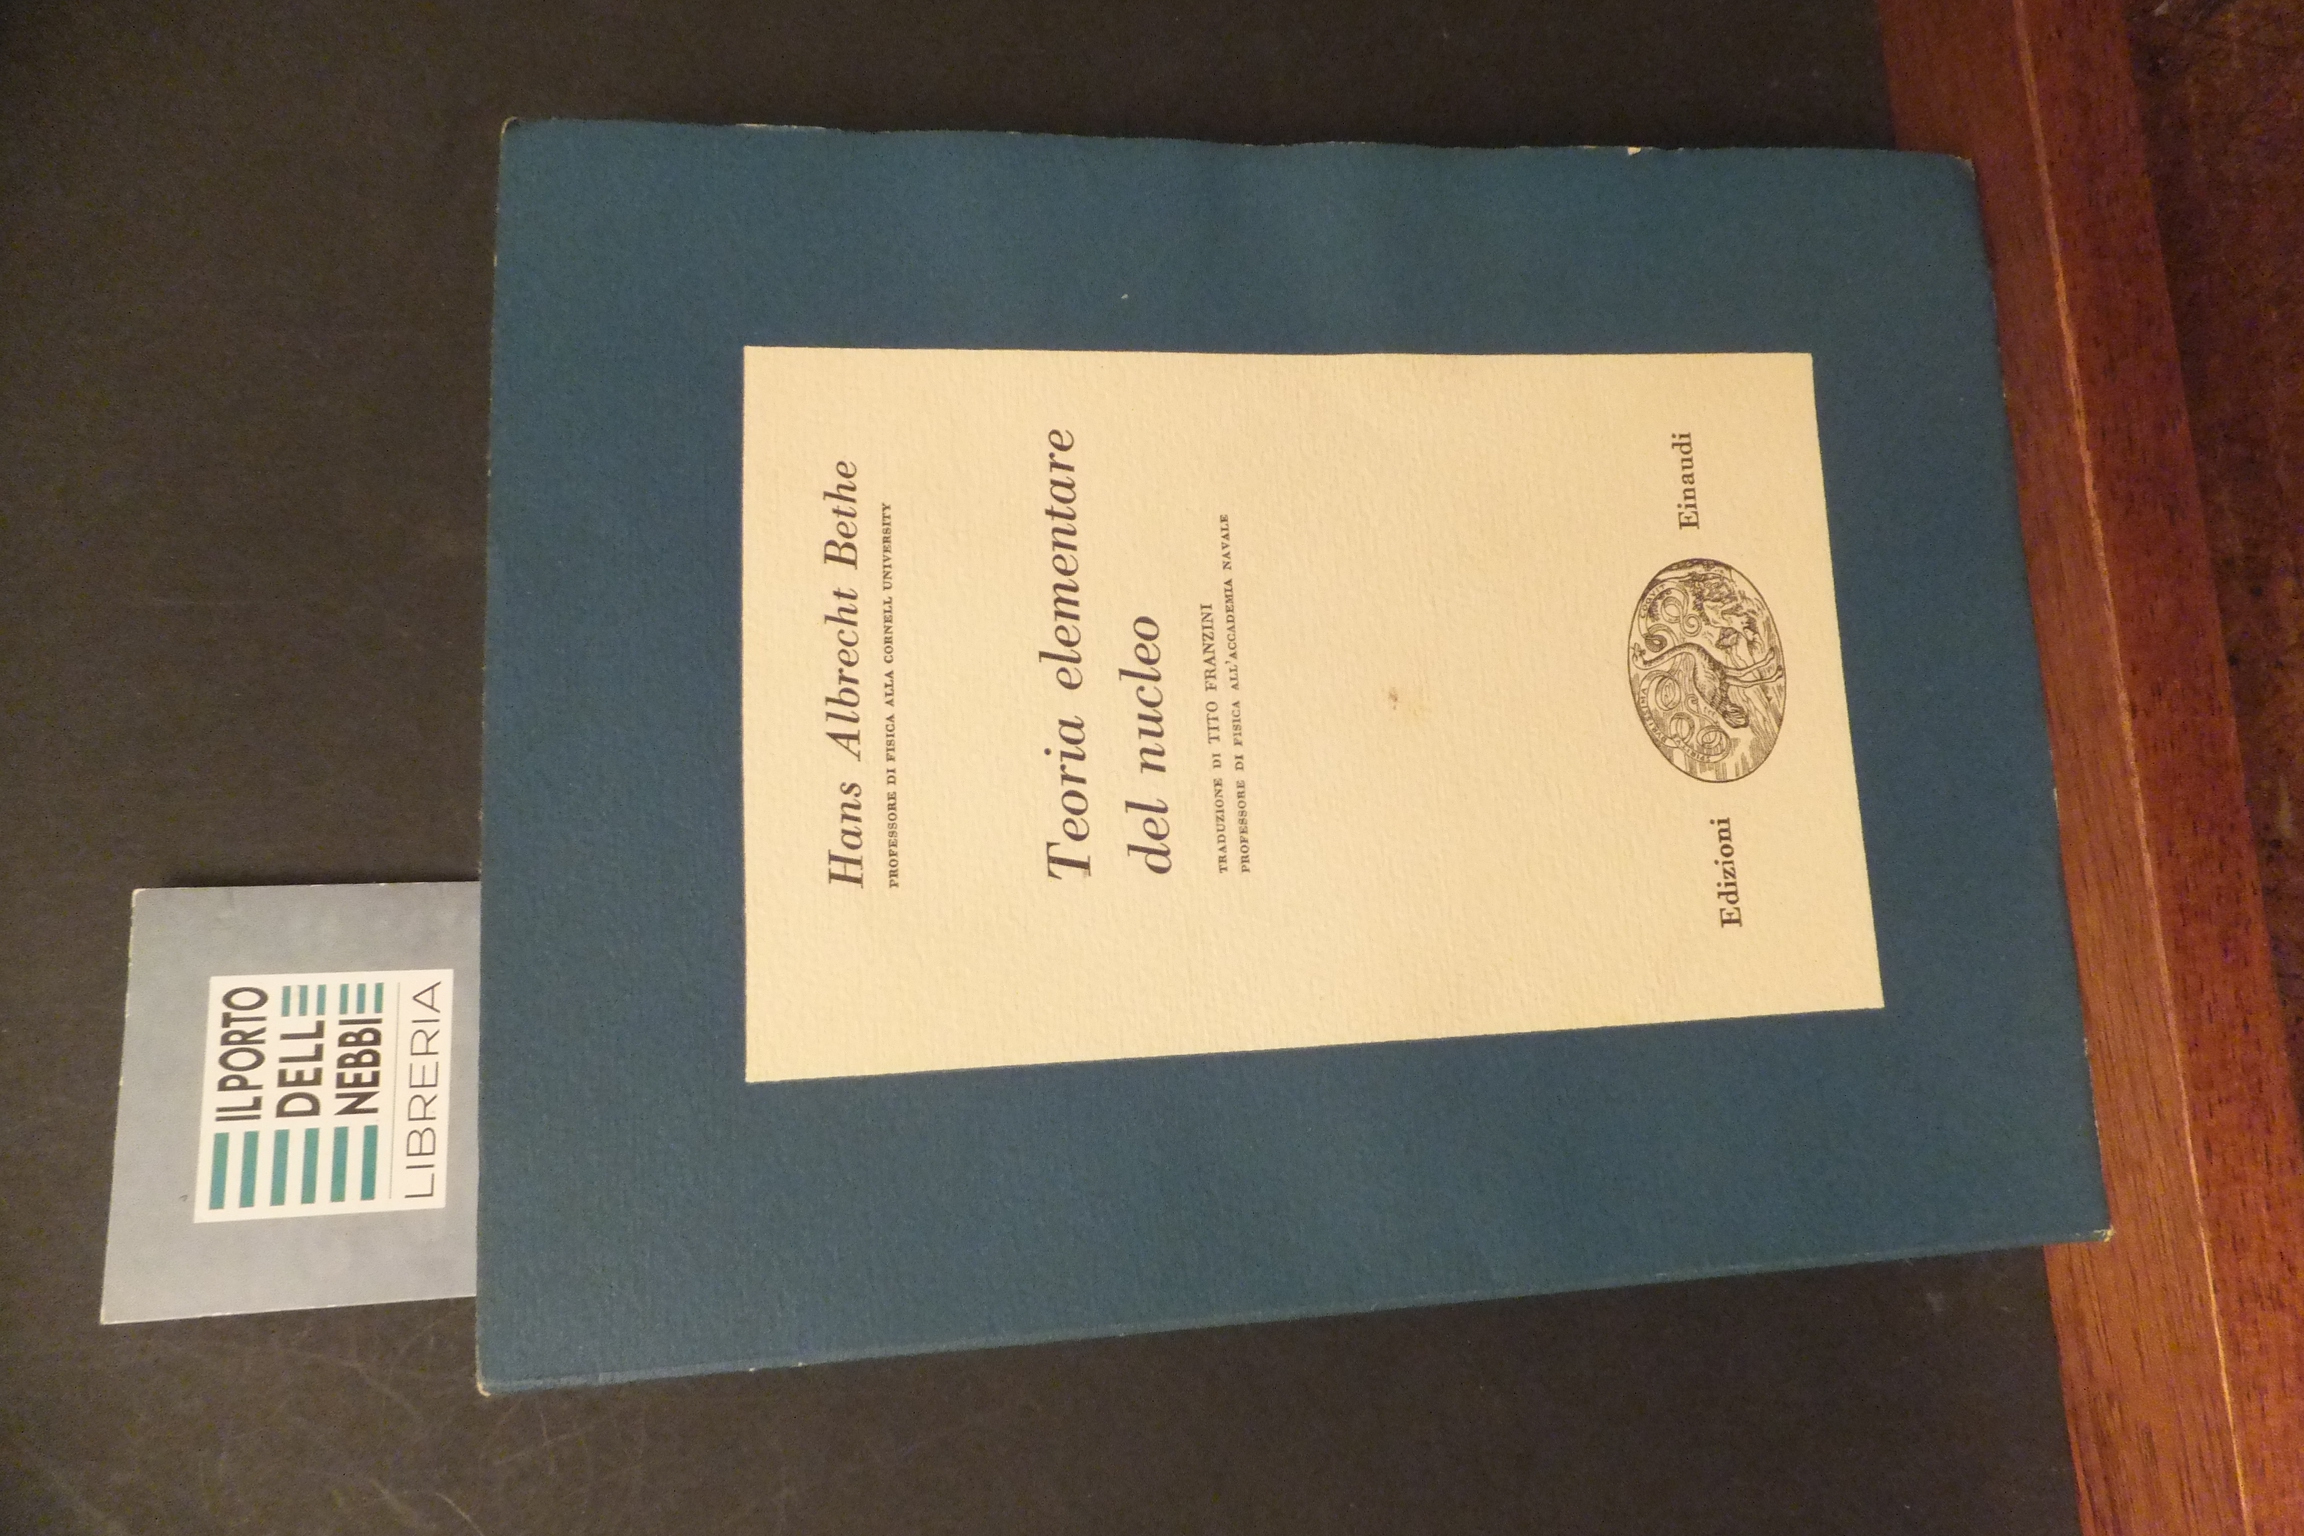 Hans Albrecht Bethe
PROFESSORE DI FISICA ALLA CORNELL UNIVERSITY
Teoria elementare
del nucleo
TRADUZIONE DI TITO FRANZINI
PROFESSORE DI FISICA ALL'ACCADEMIA NAVALE
Edizioni Einaudi
IL PORTO
DELLE
NEBBIE
LIBRERIA